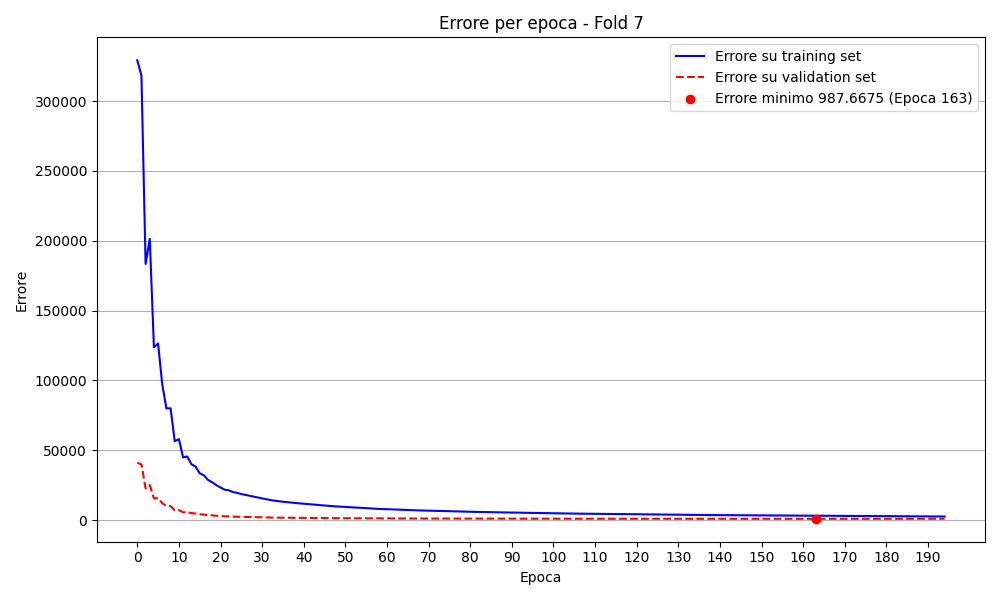 Errore per epoca - Fold 7
Errore su training set
Errore su validation set
Errore minimo 987.6675 (Epoca 163)
300000
250000
200000
150000
100000
50000
0
Errore
0 10 20 30 40 50 60 70 80 90 100 110 120 130 140 150 160 170 180 190
Epoca